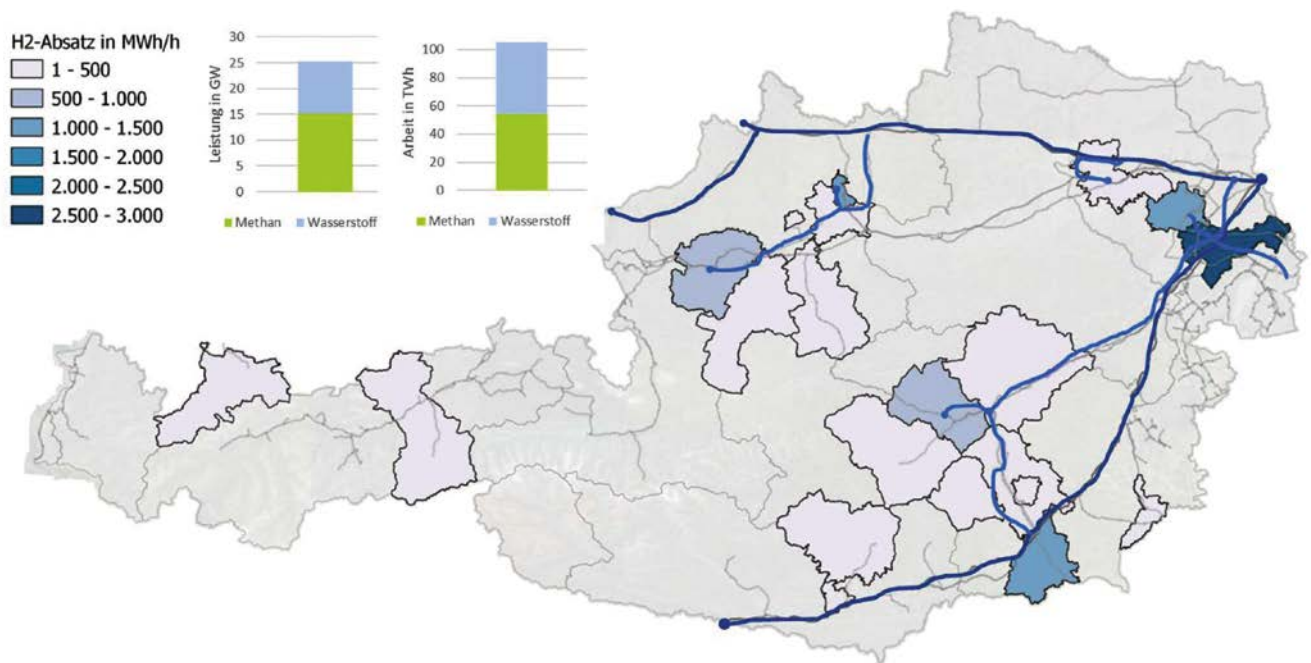 H2-Absatz in MWh/h
1 - 500
500 - 1.000
1.000 - 1.500
1.500 - 2.000
2.000 - 2.500
2.500 - 3.000
Leistung in GW
30
25
20
15
10
5
0
Methan Wasserstoff
Arbeit in TWh
100
80
60
40
20
0
Methan Wasserstoff